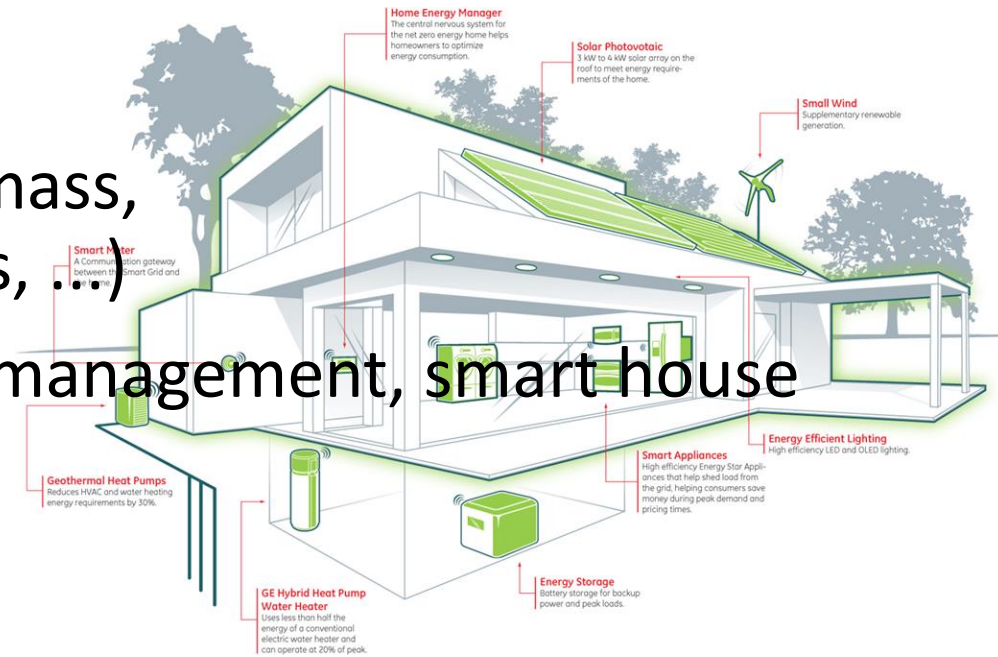 Home Energy Manager
The central nervous system for
the net zero energy home helps
homeowners to optimize
energy consumption.
Solar Photovotaic
3 kW to 4 kW solar array on the
roof to meet energy require-
ments of the home.
Small Wind
Supplementary renewable
generation.
mass,
s, ...)
Smart Meter
A Communication gateway
between the Smart Grid and
the home.
management, smart house
Geothermal Heat Pumps
Reduces HVAC and water heating
energy requirements by 30%.
Energy Efficient Lighting
High efficiency LED and OLED lighting.
Smart Appliances
High efficiency Energy Star Appli-
ances that help shed load from
the grid, helping consumers save
money during peak demand and
pricing times.
Energy Storage
Battery storage for backup
power and peak loads.
GE Hybrid Heat Pump
Water Heater
Uses less than half the
energy of a conventional
electric water heater and
can operate at 20% of peak.